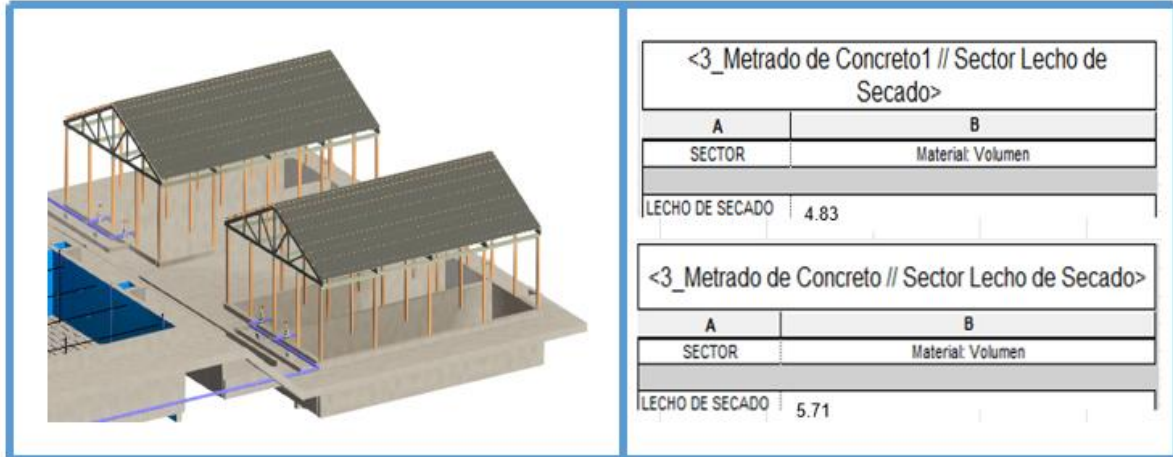 <3_Metrado de Concreto1 // Sector Lecho de
Secado>
A B
SECTOR Material: Volumen
LECHO DE SECADO 4.83
<3_Metrado de Concreto // Sector Lecho de Secado>
A B
SECTOR Material: Volumen
LECHO DE SECADO 5.71